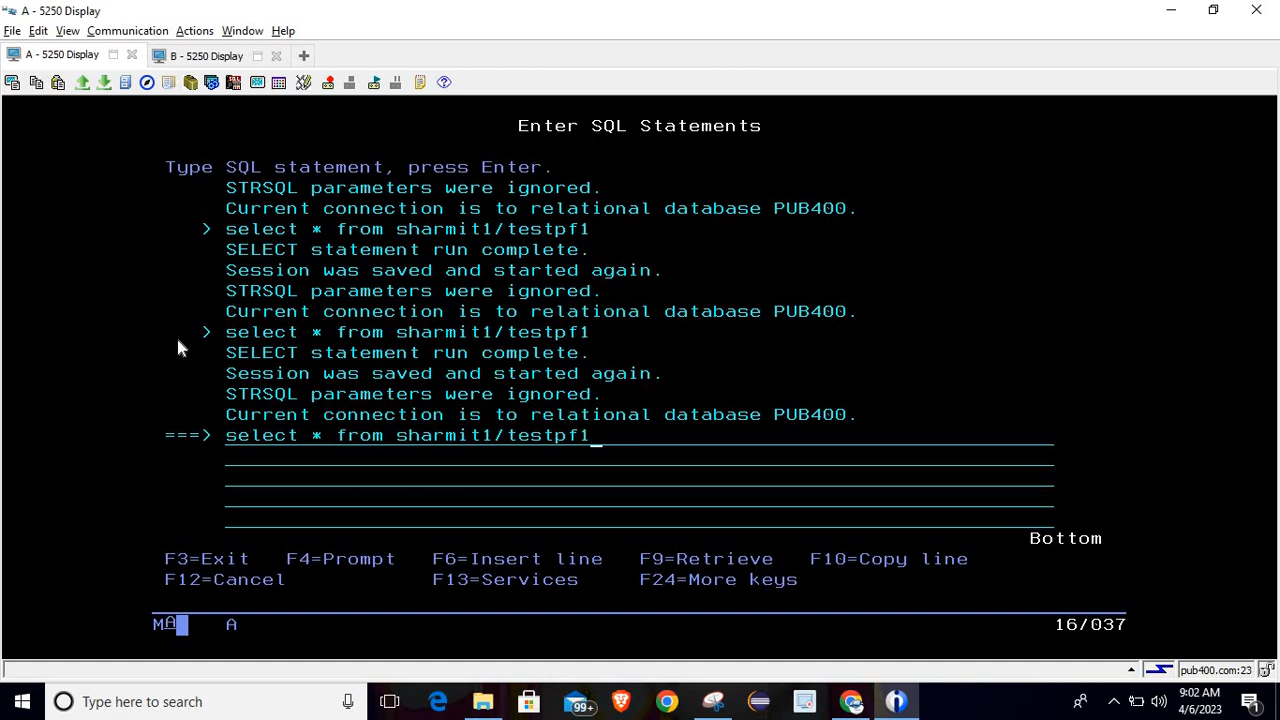 A - 5250 Display
File Edit View Communication Actions Window Help
A - 5250 Display
B - 5250 Display
Enter SQL Statements
Type SQL statement, press Enter.
STRSQL parameters were ignored.
Current connection is to relational database PUB400.
> select * from sharmit1/testpf1
SELECT statement run complete.
Session was saved and started again.
STRSQL parameters were ignored.
Current connection is to relational database PUB400.
> select * from sharmit1/testpf1
SELECT statement run complete.
Session was saved and started again.
STRSQL parameters were ignored.
Current connection is to relational database PUB400.
===> select * from sharmit1/testpf1
Bottom
F3=Exit F4=Prompt F6=Insert line F9=Retrieve F10=Copy line
F12=Cancel F13=Services F24=More keys
MA A 16/037
pub400.com:23
Type here to search
99+
9:02 AM
4/6/2023
1